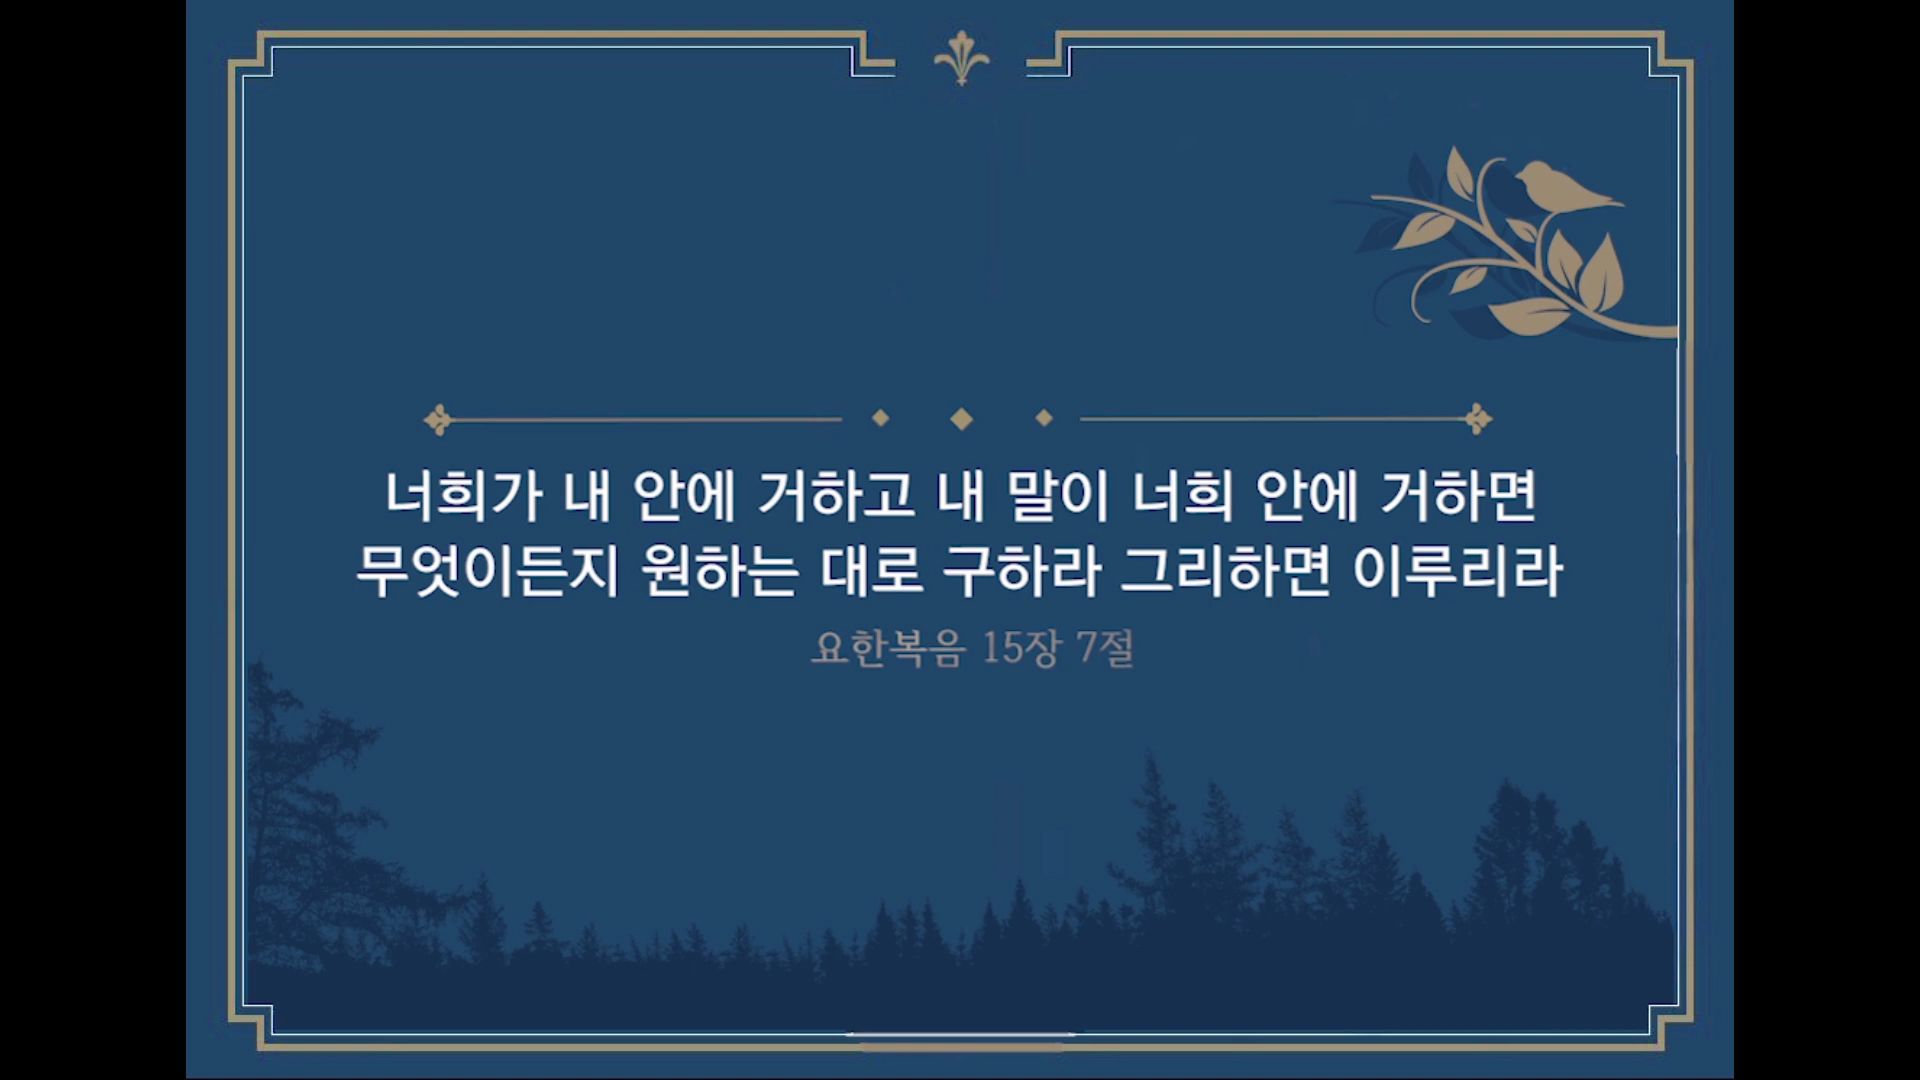 너희가 내 안에 거하고 내 말이 너희 안에 거하면
무엇이든지 원하는 대로 구하라 그리하면 이루리라
요한복음 15장 7절